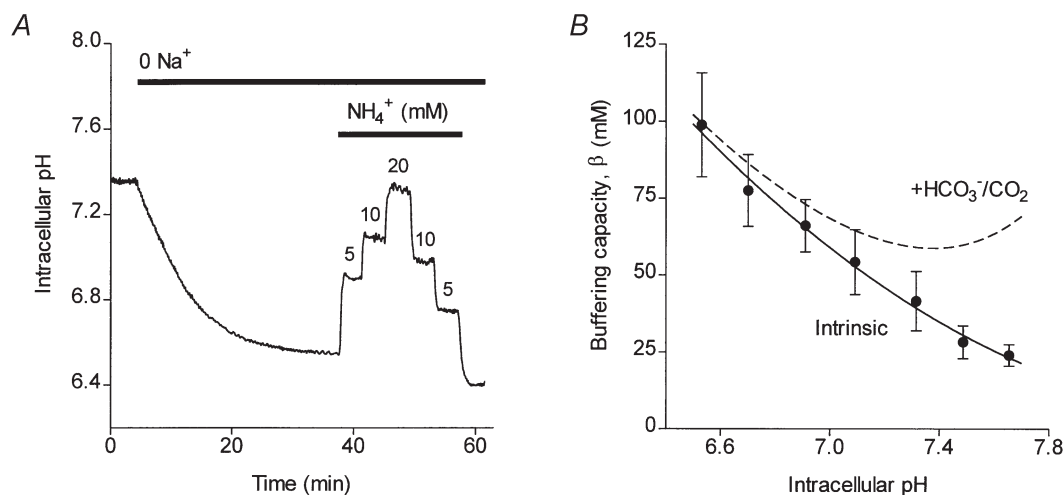 A
8.0
7.6
7.2
6.8
6.4
Intracellular pH
0 Na⁺
NH₄⁺ (mM)
5
10
20
10
5
0
20
40
60
Time (min)
B
125
100
75
50
25
0
Buffering capacity, β (mM)
+HCO₃⁻/CO₂
Intrinsic
6.6
7.0
7.4
7.8
Intracellular pH